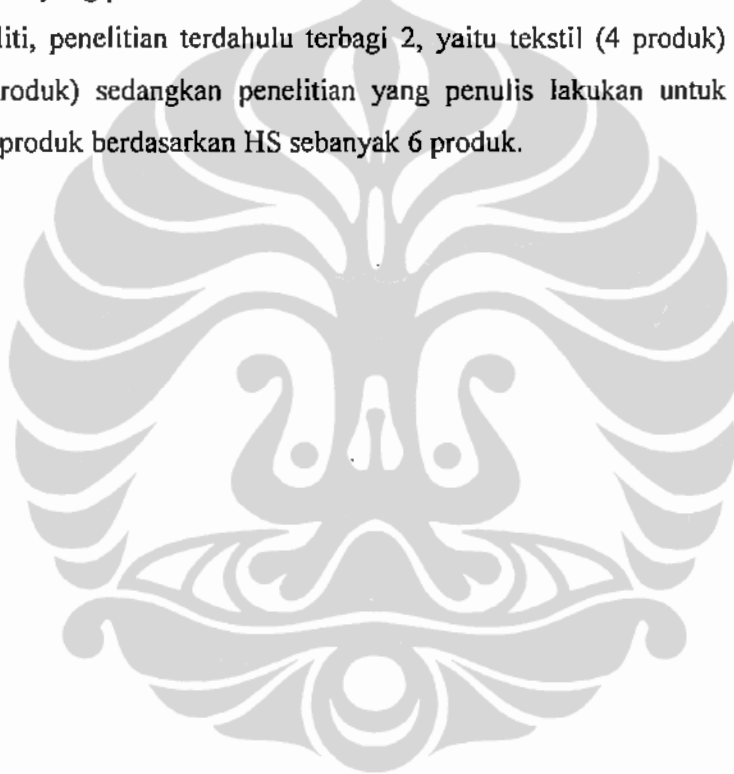 liti, penelitian terdahulu terbagi 2, yaitu tekstil (4 produk)
roduk) sedangkan penelitian yang penulis lakukan untuk
produk berdasarkan HS sebanyak 6 produk.